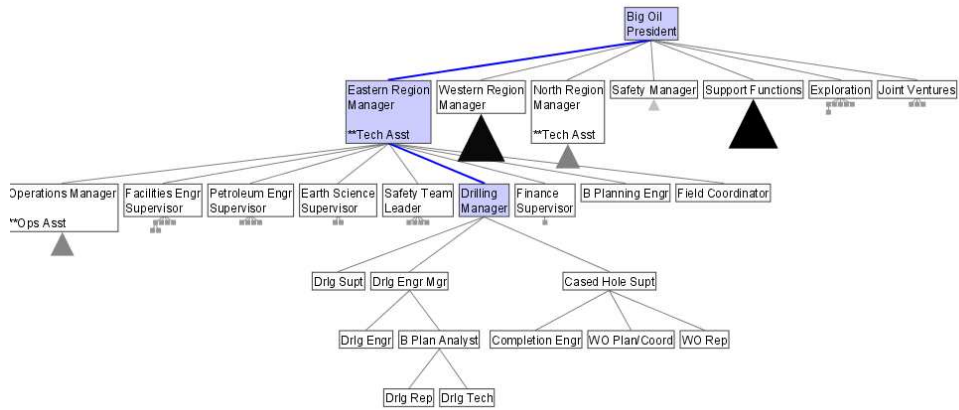 Big Oil
President
Eastern Region
Manager
**Tech Asst
Western Region
Manager
North Region
Manager
**Tech Asst
Safety Manager
Support Functions
Exploration
Joint Ventures
Operations Manager
**Ops Asst
Facilities Engr
Supervisor
Petroleum Engr
Supervisor
Earth Science
Supervisor
Safety Team
Leader
Drilling
Manager
Finance
Supervisor
B Planning Engr
Field Coordinator
Drlg Supt
Drlg Engr Mgr
Cased Hole Supt
Drlg Engr
B Plan Analyst
Completion Engr
WO Plan/Coord
WO Rep
Drlg Rep
Drlg Tech